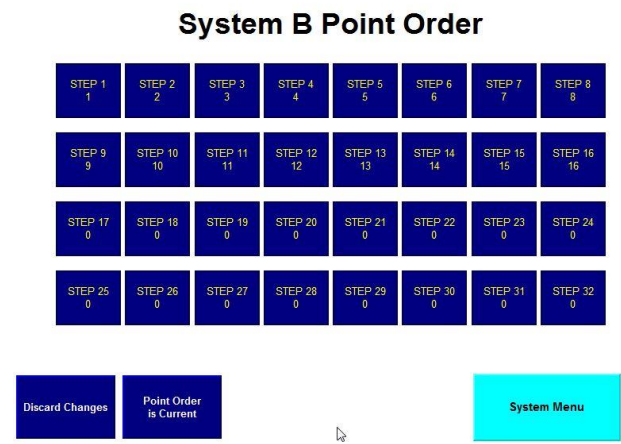 System B Point Order
STEP 1 STEP 2 STEP 3 STEP 4 STEP 5 STEP 6 STEP 7 STEP 8
1 2 3 4 5 6 7 8
STEP 9 STEP 10 STEP 11 STEP 12 STEP 13 STEP 14 STEP 15 STEP 16
9 10 11 12 13 14 15 16
STEP 17 STEP 18 STEP 19 STEP 20 STEP 21 STEP 22 STEP 23 STEP 24
0 0 0 0 0 0 0 0
STEP 25 STEP 26 STEP 27 STEP 28 STEP 29 STEP 30 STEP 31 STEP 32
0 0 0 0 0 0 0 0
Discard Changes
Point Order
is Current
System Menu